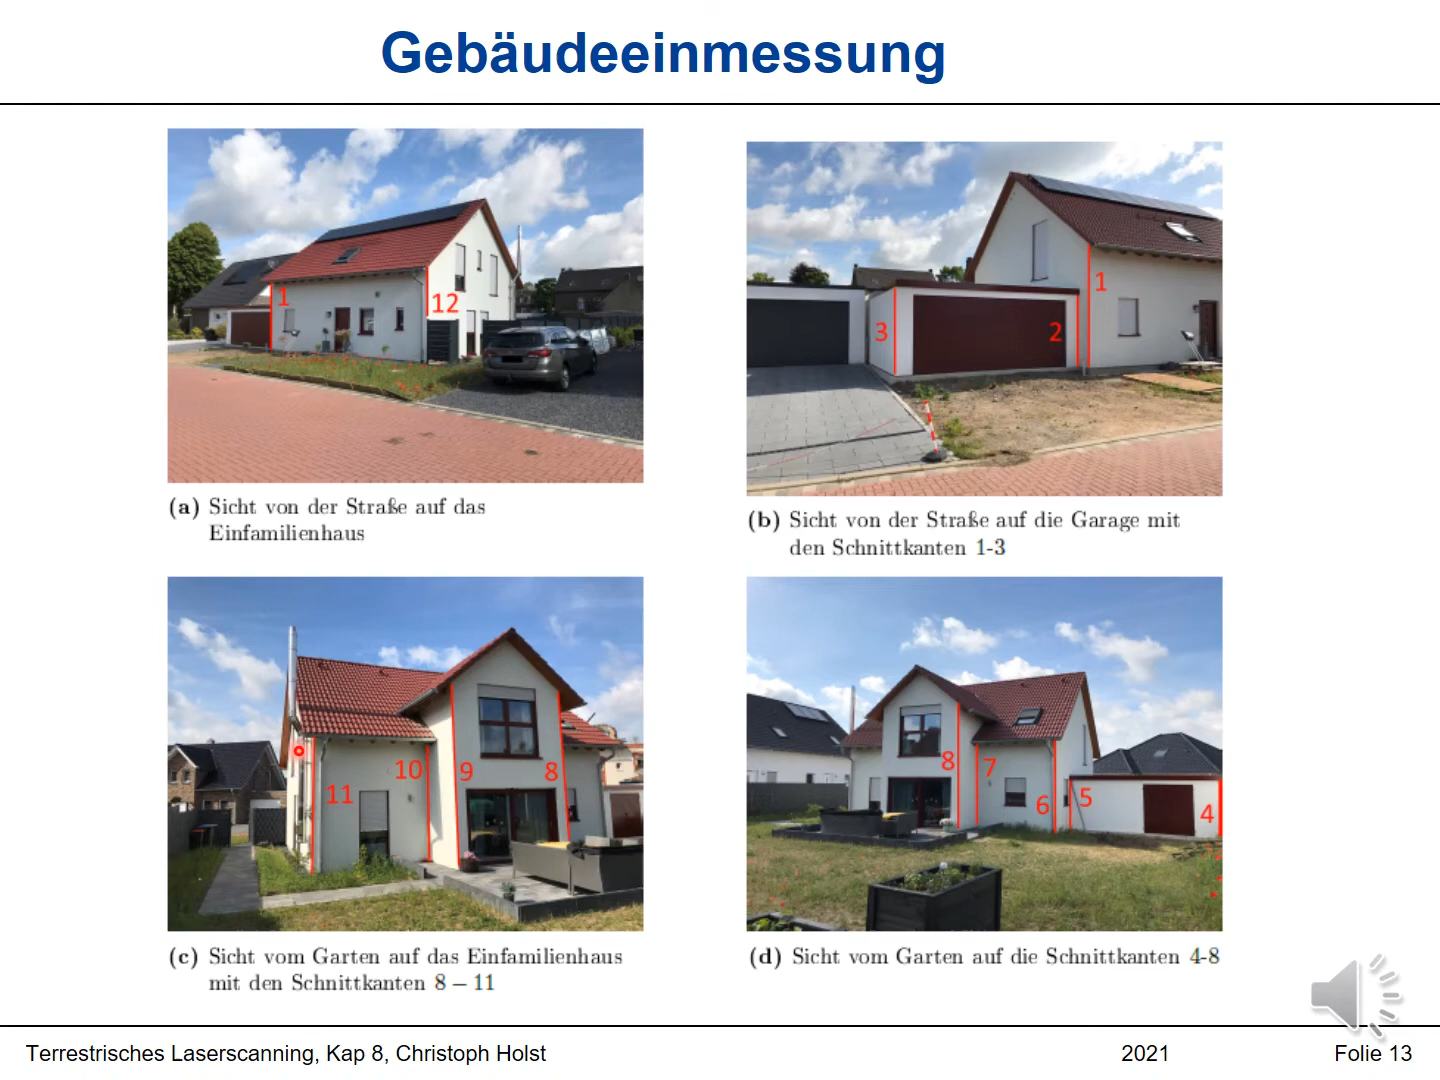 Gebäudeeinmessung
1
12
3
2
1
(a) Sicht von der Straße auf das
Einfamilienhaus
(b) Sicht von der Straße auf die Garage mit
den Schnittkanten 1-3
11
10
9
8
8
7
6
5
4
(c) Sicht vom Garten auf das Einfamilienhaus
mit den Schnittkanten 8 – 11
(d) Sicht vom Garten auf die Schnittkanten 4-8
Terrestrisches Laserscanning, Kap 8, Christoph Holst
2021
Folie 13